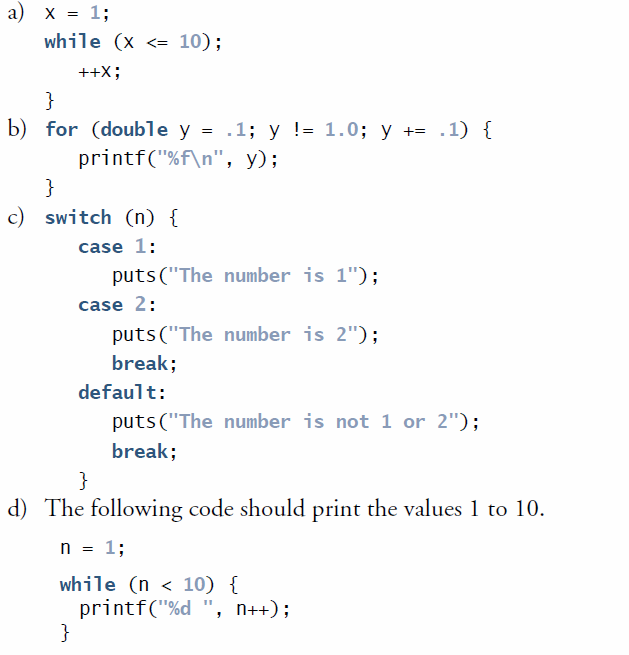 a) x = 1;
while (x <= 10);
++x;
}
b) for (double y = .1; y != 1.0; y += .1) {
printf("%f\n", y);
}
c) switch (n) {
case 1:
puts("The number is 1");
case 2:
puts("The number is 2");
break;
default:
puts("The number is not 1 or 2");
break;
}
d) The following code should print the values 1 to 10.
n = 1;
while (n < 10) {
printf("%d ", n++);
}